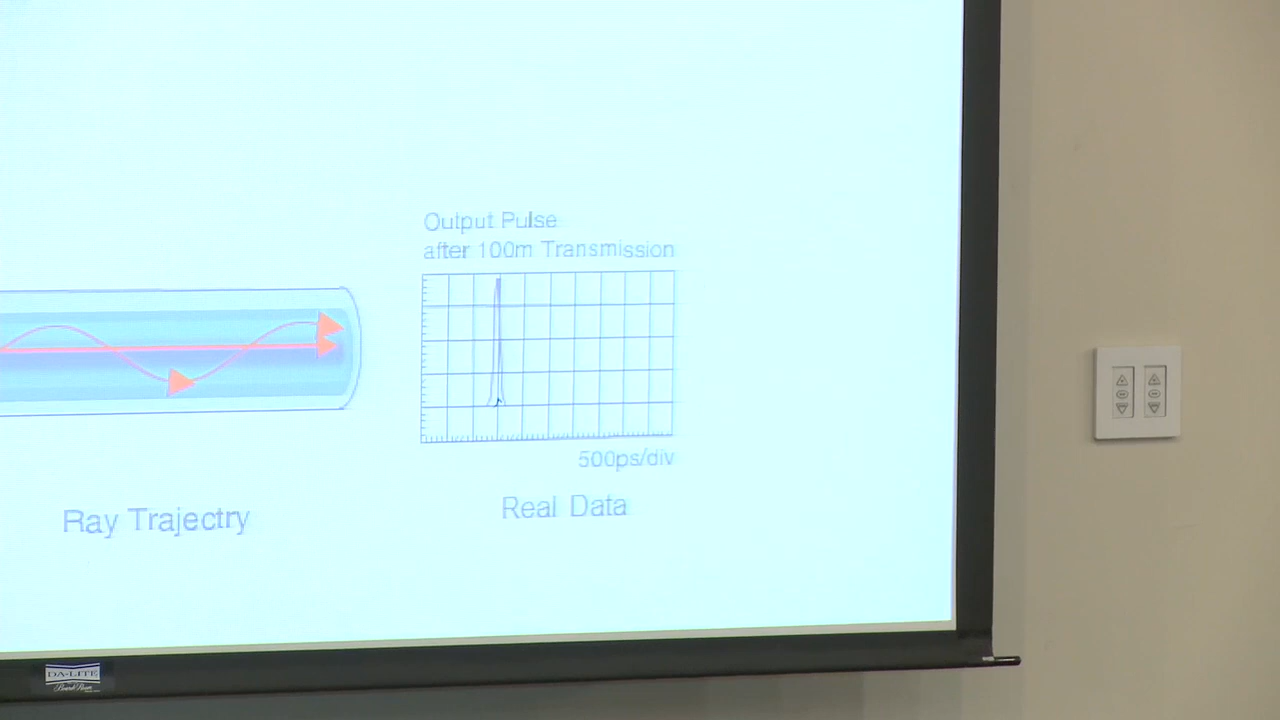 Output Pulse
after 100m Transmission
500ps/div
Ray Trajectry
Real Data
DA-LITE